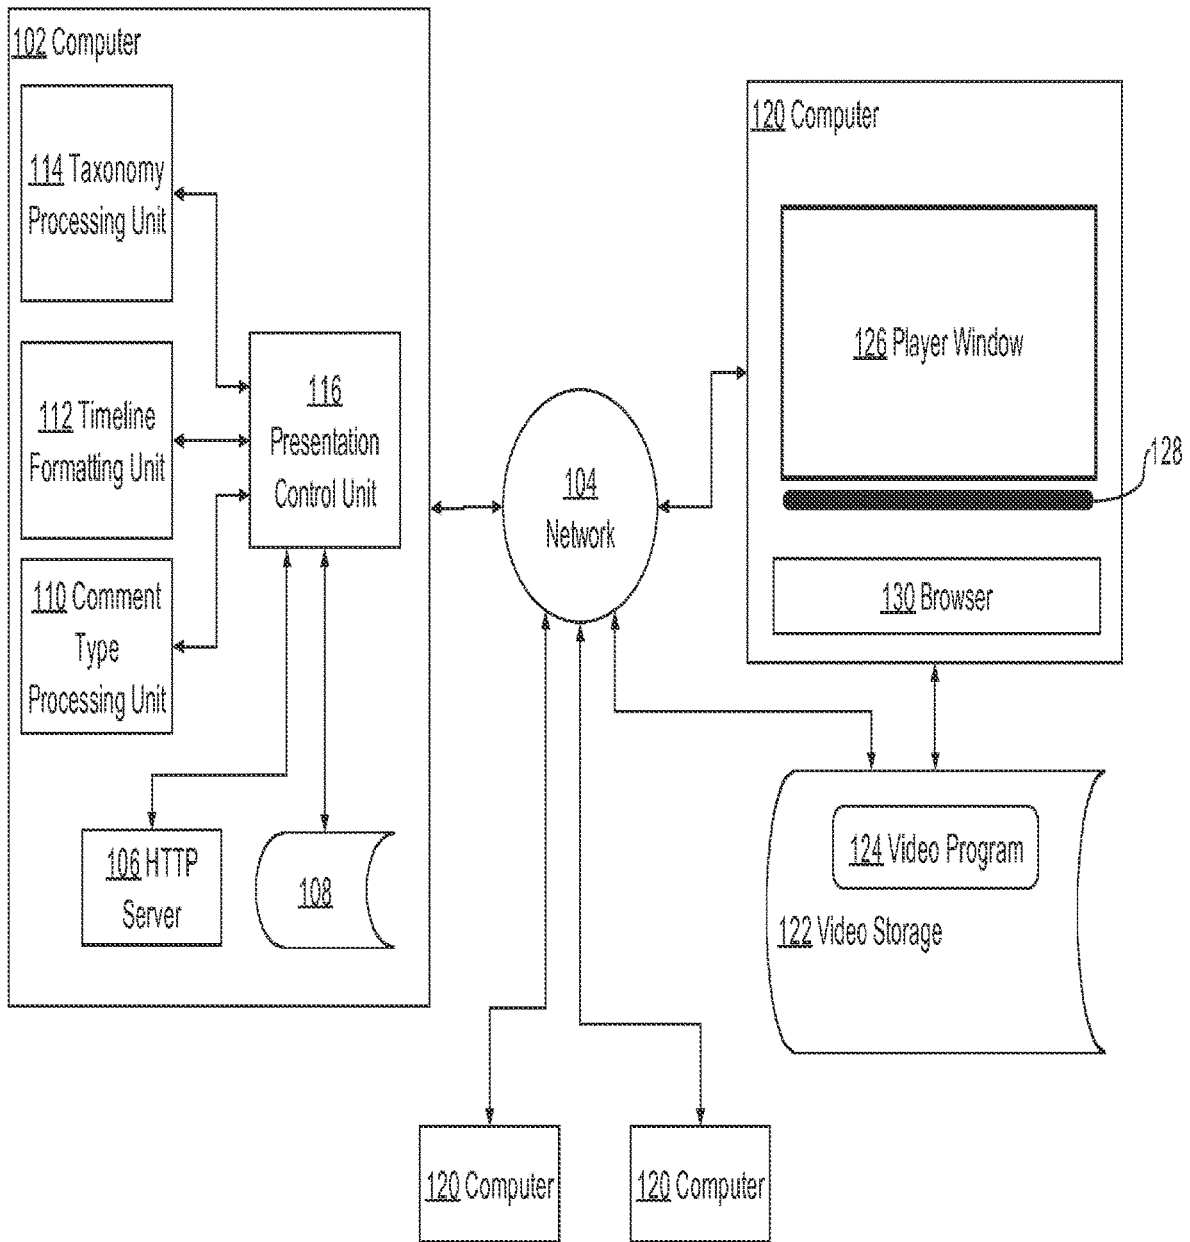 102 Computer
114 Taxonomy
Processing Unit
112 Timeline
Formatting Unit
110 Comment
Type
Processing Unit
116
Presentation
Control Unit
106 HTTP
Server
108
104
Network
120 Computer
126 Player Window
128
130 Browser
124 Video Program
122 Video Storage
120 Computer
120 Computer